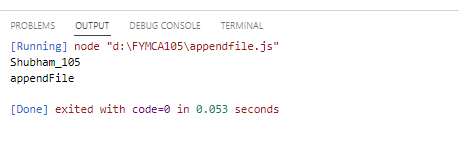 PROBLEMS OUTPUT DEBUG CONSOLE TERMINAL
[Running] node "d:\FYMCA105\appendfile.js"
Shubham_105
appendFile
[Done] exited with code=0 in 0.053 seconds